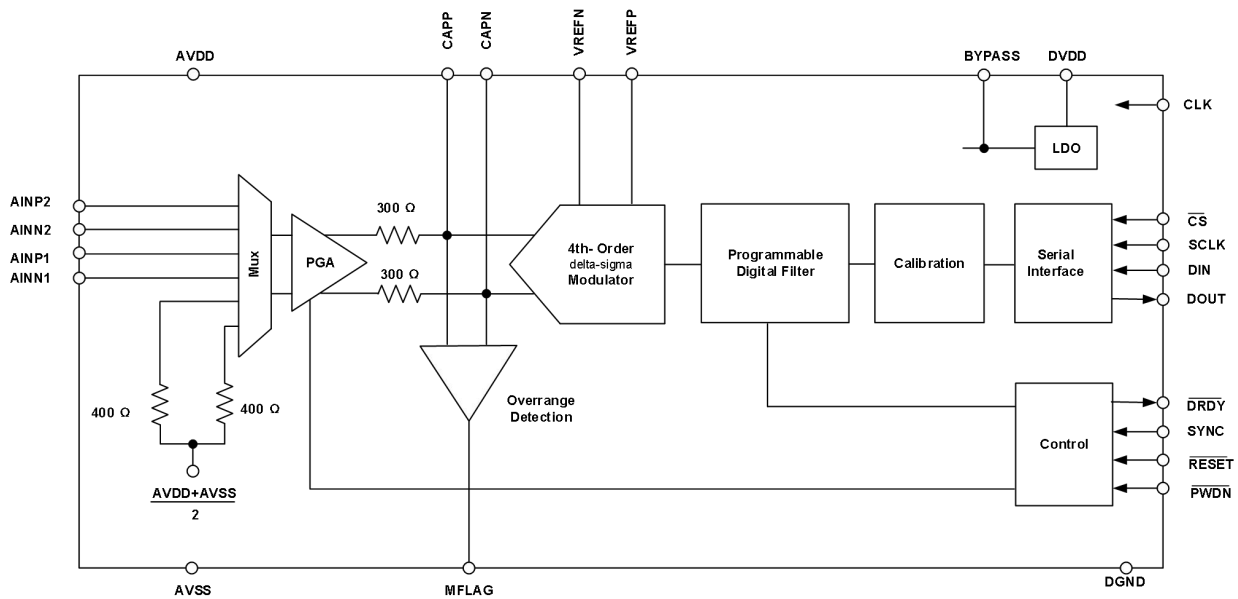 CAPP
CAPN
VREFN
VREFP
AVDD
BYPASS
DVDD
CLK
LDO
AINP2
AINN2
AINP1
AINN1
Mux
PGA
300 Ω
300 Ω
4th- Order
delta-sigma
Modulator
Programmable
Digital Filter
Calibration
Serial
Interface
CS
SCLK
DIN
DOUT
400 Ω
400 Ω
Overrange
Detection
Control
DRDY
SYNC
RESET
PWDN
AVDD+AVSS
2
AVSS
MFLAG
DGND